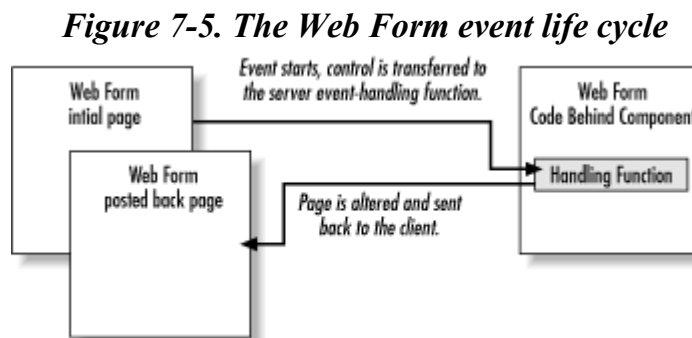 Figure 7-5. The Web Form event life cycle
Event starts, control is transferred to
the server event-handling function.
Web Form
intial page
Web Form
Code Behind Component
Web Form
posted back page
Handling Function
Page is altered and sent
back to the client.